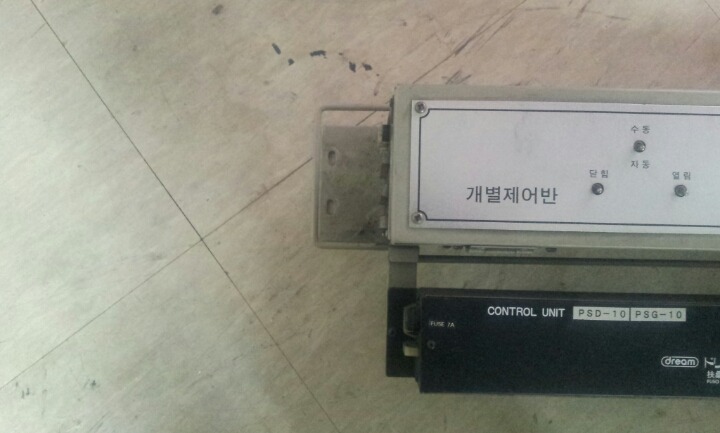 수동
자동
닫힘
열림
개별제어반
CONTROL UNIT PSD-10 PSG-10
FUSE 7A
dream